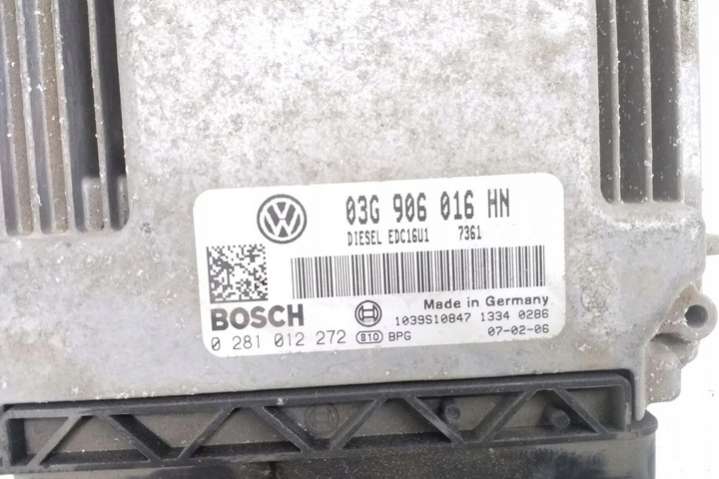 03G 906 016 HN
DIESEL EDC16U1 7361
BOSCH
Made in Germany
1039S10847 1334 0286
0 281 012 272 810 BPG 07-02-06